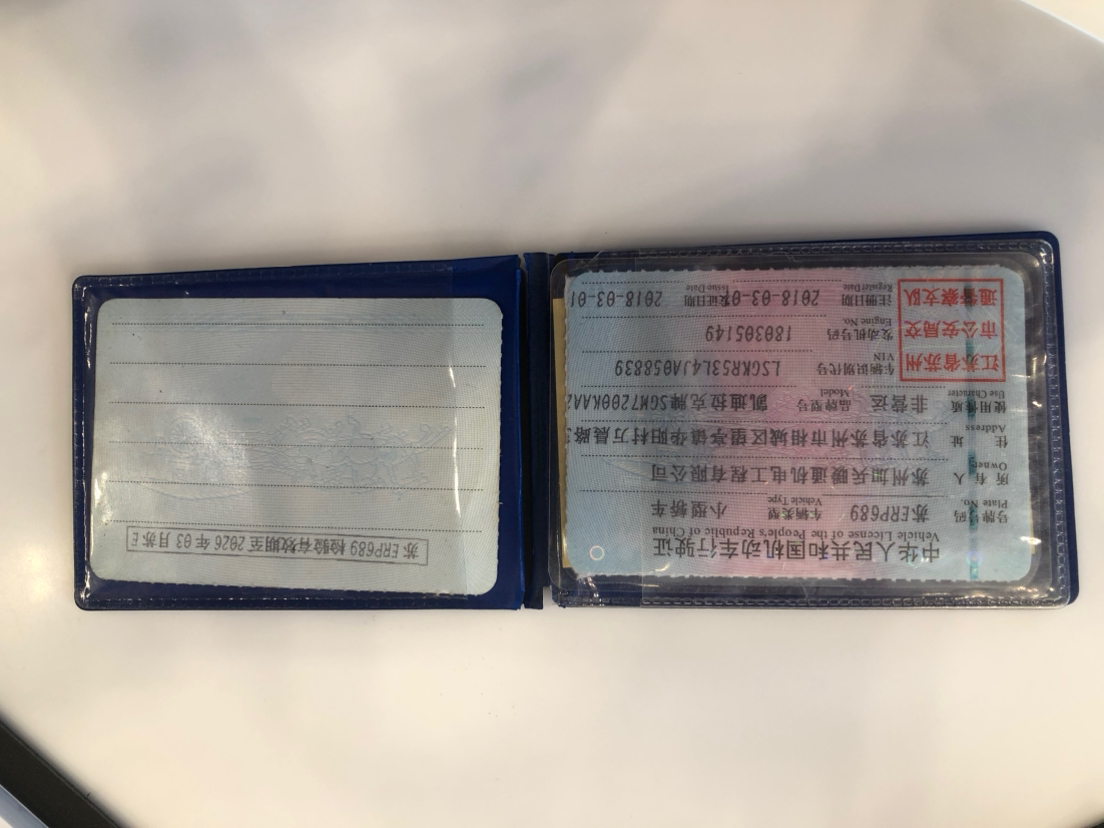 中华人民共和国机动车行驶证
Vehicle License of the People's Republic of China
号牌号码 苏ERP689 车辆类型 小型轿车
Plate No. Vehicle Type
所有人 苏州加贝暖通机电工程有限公司
Owner
住址 江苏省苏州市相城区望亭镇华阳村万晨路
Address
使用性质 非营运 品牌型号 凯迪拉克牌SGM7200KAA
Use Character Model
江苏省苏州
市公安局交
通警察支队
车辆识别代号 LSGKR53L4JA058839
VIN
发动机号码 180305149
Engine No.
注册日期 2018-03-01 发证日期 2018-03-01
Register Date Issue Date
苏ERP689 检验有效期至2026年03月苏E